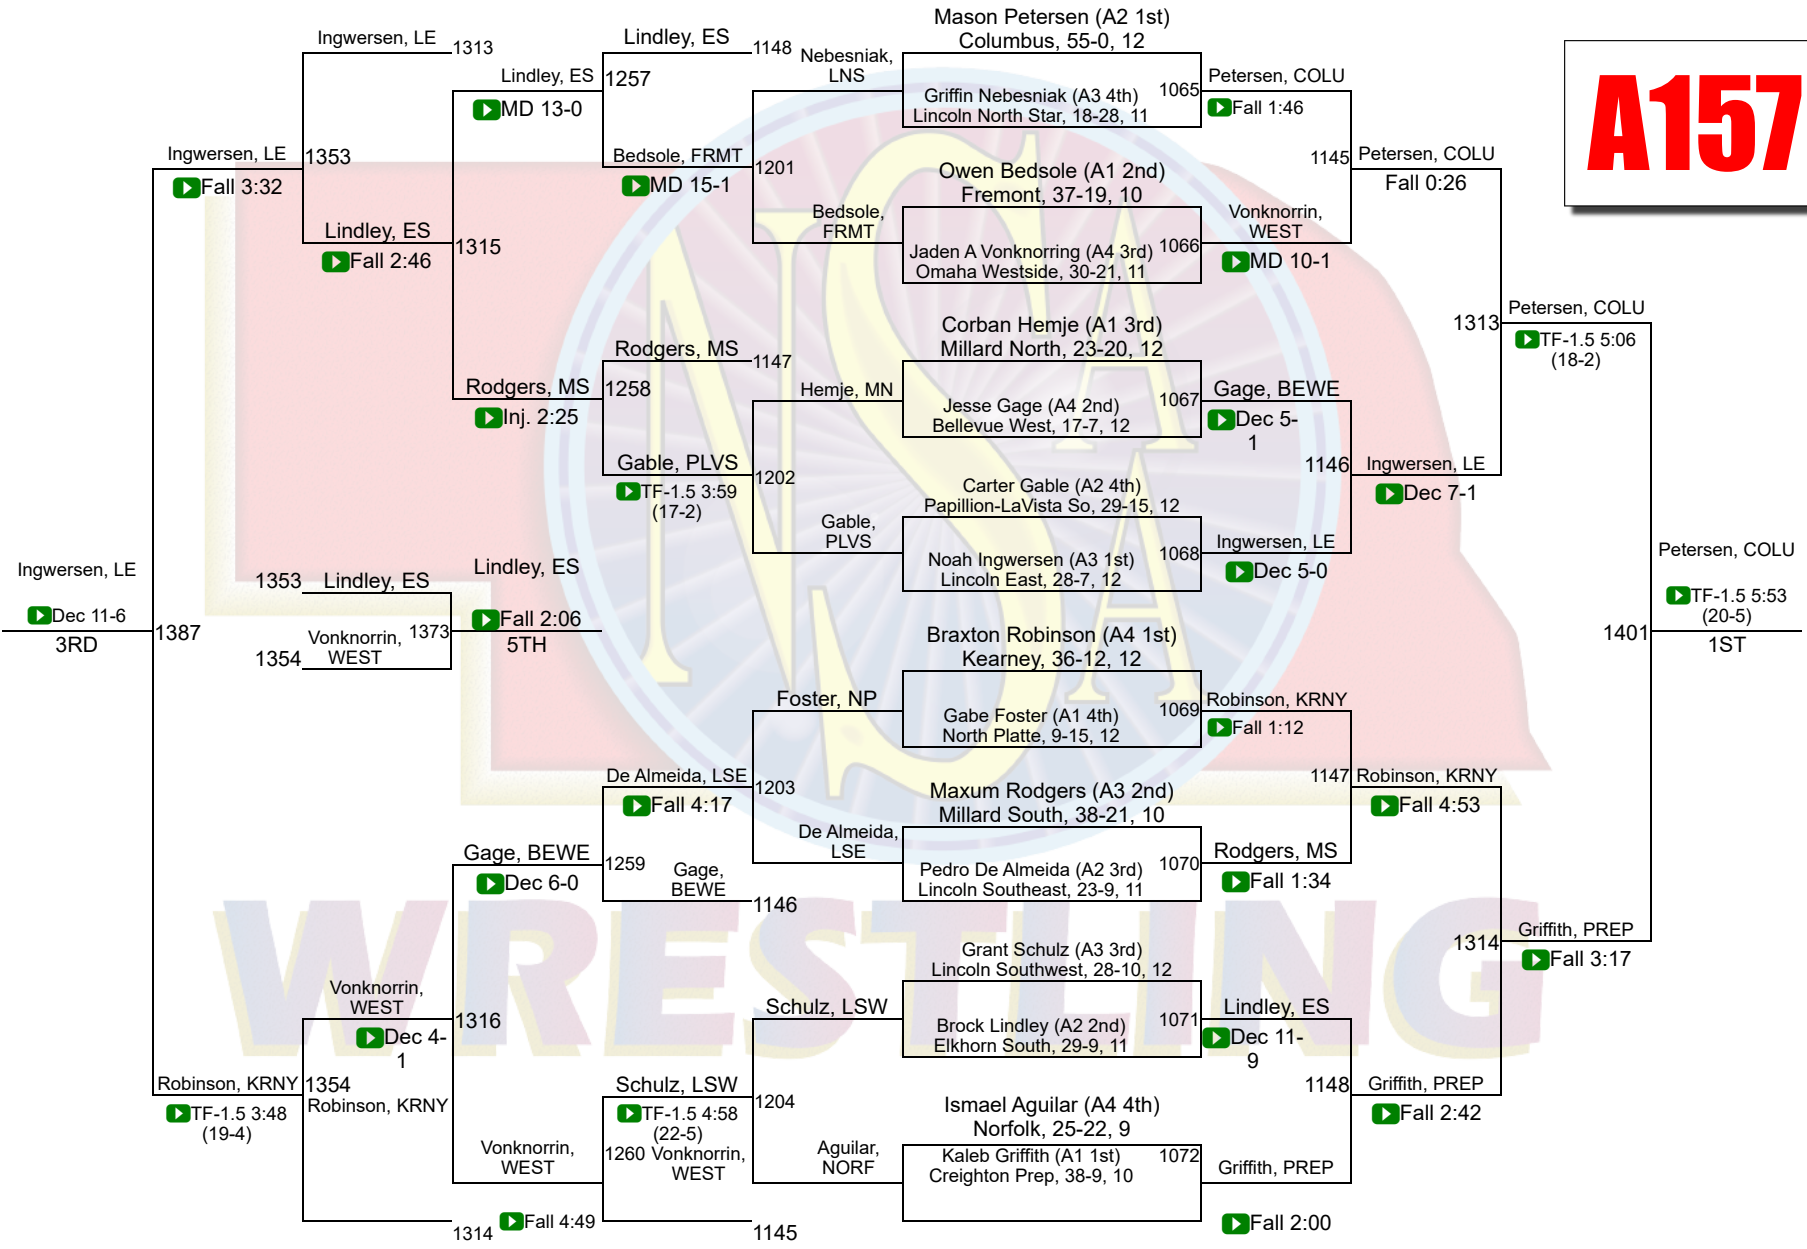 A157
Mason Petersen (A2 1st)
Columbus, 55-0, 12
Griffin Nebesniak (A3 4th)
Lincoln North Star, 18-28, 11
1065
Owen Bedsole (A1 2nd)
Fremont, 37-19, 10
Jaden A Vonknorring (A4 3rd)
Omaha Westside, 30-21, 11
1066
Corban Hemje (A1 3rd)
Millard North, 23-20, 12
Jesse Gage (A4 2nd)
Bellevue West, 17-7, 12
1067
Carter Gable (A2 4th)
Papillion-LaVista So, 29-15, 12
Noah Ingwersen (A3 1st)
Lincoln East, 28-7, 12
1068
Braxton Robinson (A4 1st)
Kearney, 36-12, 12
Gabe Foster (A1 4th)
North Platte, 9-15, 12
1069
Maxum Rodgers (A3 2nd)
Millard South, 38-21, 10
Pedro De Almeida (A2 3rd)
Lincoln Southeast, 23-9, 11
1070
Grant Schulz (A3 3rd)
Lincoln Southwest, 28-10, 12
Brock Lindley (A2 2nd)
Elkhorn South, 29-9, 11
1071
Ismael Aguilar (A4 4th)
Norfolk, 25-22, 9
Kaleb Griffith (A1 1st)
Creighton Prep, 38-9, 10
1072
Petersen, COLU
Fall 1:46
Vonknorrin,
WEST
MD 10-1
1145
Gage, BEWE
Dec 5-
1
Ingwersen, LE
Dec 5-0
1146
Robinson, KRNY
Fall 1:12
Rodgers, MS
Fall 1:34
1147
Lindley, ES
Dec 11-
9
Griffith, PREP
Fall 2:00
1148
Petersen, COLU
Fall 0:26
Ingwersen, LE
Dec 7-1
1313
Robinson, KRNY
Fall 4:53
Griffith, PREP
Fall 2:42
1314
Petersen, COLU
TF-1.5 5:06
(18-2)
Griffith, PREP
Fall 3:17
1401
Petersen, COLU
TF-1.5 5:53
(20-5)
1ST
Nebesniak,
LNS
Bedsole,
FRMT
1201
Hemje, MN
Gable,
PLVS
1202
Foster, NP
De Almeida,
LSE
1203
Schulz, LSW
Aguilar,
NORF
1204
Lindley, ES
1148
Bedsole, FRMT
MD 15-1
1257
Rodgers, MS
1147
Gable, PLVS
TF-1.5 3:59
(17-2)
1258
De Almeida, LSE
Fall 4:17
1259
Gage,
BEWE
1146
Schulz, LSW
TF-1.5 4:58
(22-5)
1260
Vonknorrin,
WEST
1145
Lindley, ES
MD 13-0
Rodgers, MS
Inj. 2:25
1315
Gage, BEWE
Dec 6-0
Vonknorrin,
WEST
Fall 4:49
1316
Ingwersen, LE
1313
Lindley, ES
Fall 2:46
1353
Vonknorrin,
WEST
Dec 4-
1
1354
Robinson, KRNY
1314
Ingwersen, LE
Fall 3:32
Robinson, KRNY
TF-1.5 3:48
(19-4)
1387
Ingwersen, LE
Dec 11-6
3RD
1353
Lindley, ES
1354
Vonknorrin,
WEST
1373
Lindley, ES
Fall 2:06
5TH
NSAA
WRESTLING